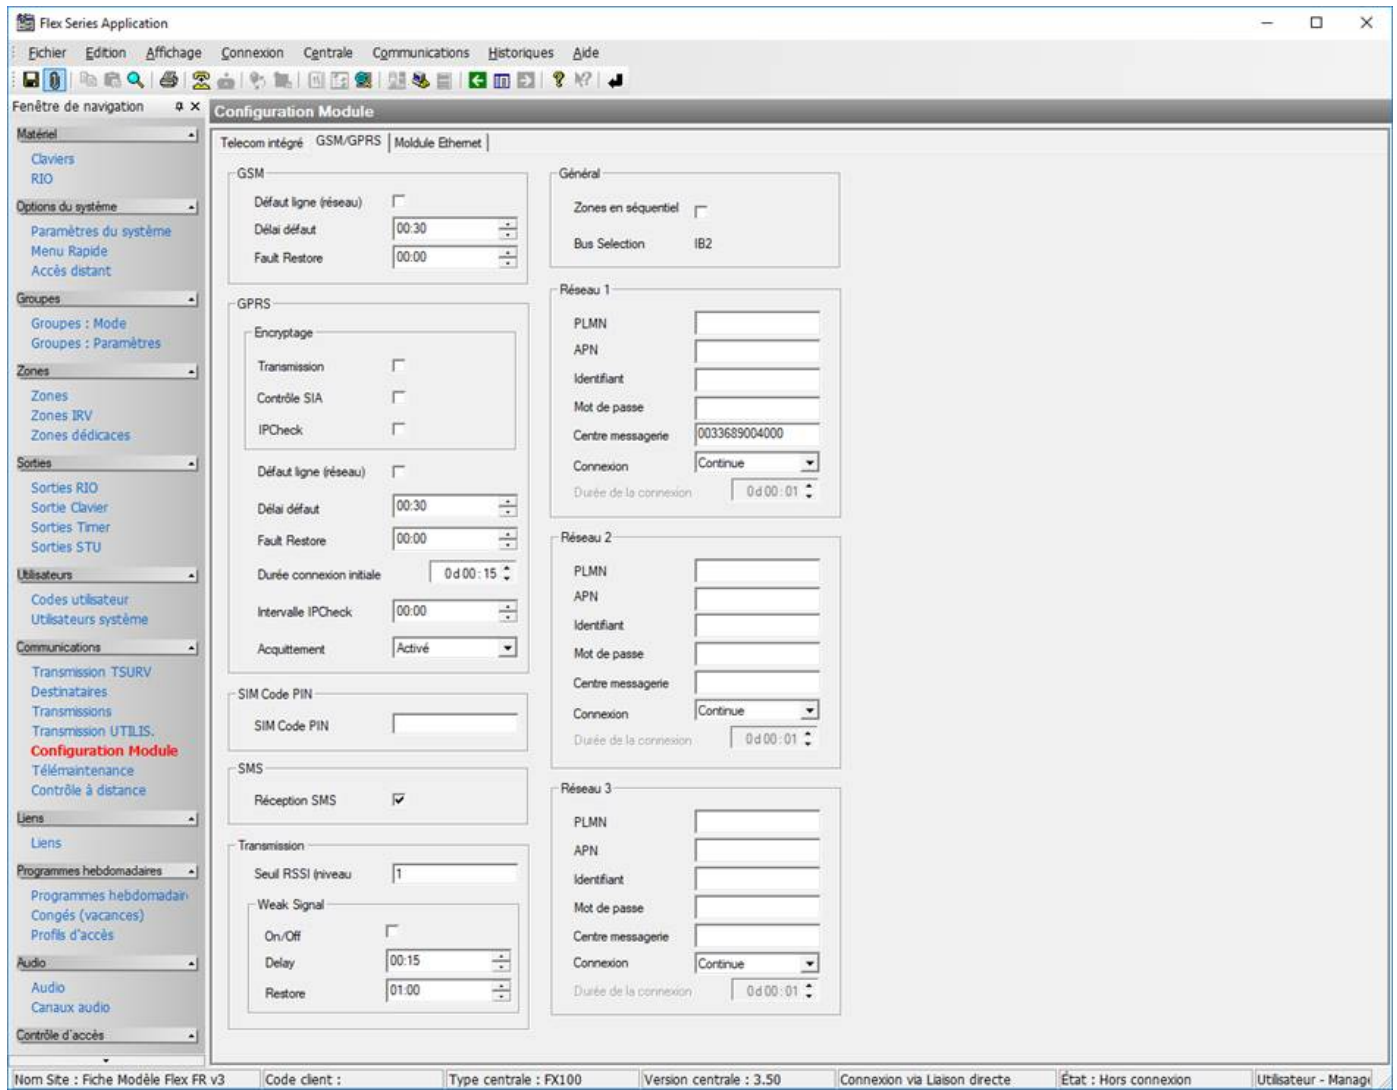 Flex Series Application
Fichier Edition Affichage Connexion Centrale Communications Historiques Aide
Fenêtre de navigation
Matériel
Claviers
RIO
Options du système
Paramètres du système
Menu Rapide
Accès distant
Groupes
Groupes : Mode
Groupes : Paramètres
Zones
Zones
Zones IRV
Zones dédicaces
Sorties
Sorties RIO
Sortie Clavier
Sorties Timer
Sorties STU
Utilisateurs
Codes utilisateur
Utilisateurs système
Communications
Transmission TSURV
Destinataires
Transmissions
Transmission UTILIS.
Configuration Module
Télémaintenance
Contrôle à distance
Liens
Liens
Programmes hebdomadaires
Programmes hebdomadair
Congés (vacances)
Profils d'accès
Audio
Audio
Canaux audio
Contrôle d'accès
Configuration Module
Telecom intégré GSM/GPRS Moldule Ethernet
GSM
Défaut ligne (réseau)
Délai défaut 00:30
Fault Restore 00:00
GPRS
Encryptage
Transmission
Contrôle SIA
IPCheck
Défaut ligne (réseau)
Délai défaut 00:30
Fault Restore 00:00
Durée connexion initiale 0d 00:15
Intervalle IPCheck 00:00
Acquittement Activé
SIM Code PIN
SIM Code PIN
SMS
Réception SMS
Transmission
Seuil RSSI (niveau 1
Weak Signal
On/Off
Delay 00:15
Restore 01:00
Général
Zones en séquentiel
Bus Selection IB2
Réseau 1
PLMN
APN
Identifiant
Mot de passe
Centre messagerie 0033689004000
Connexion Continue
Durée de la connexion 0d 00:01
Réseau 2
PLMN
APN
Identifiant
Mot de passe
Centre messagerie
Connexion Continue
Durée de la connexion 0d 00:01
Réseau 3
PLMN
APN
Identifiant
Mot de passe
Centre messagerie
Connexion Continue
Durée de la connexion 0d 00:01
Nom Site : Fiche Modèle Flex FR v3 Code client : Type centrale : FX100 Version centrale : 3.50 Connexion via Liaison directe État : Hors connexion Utilisateur - Manag